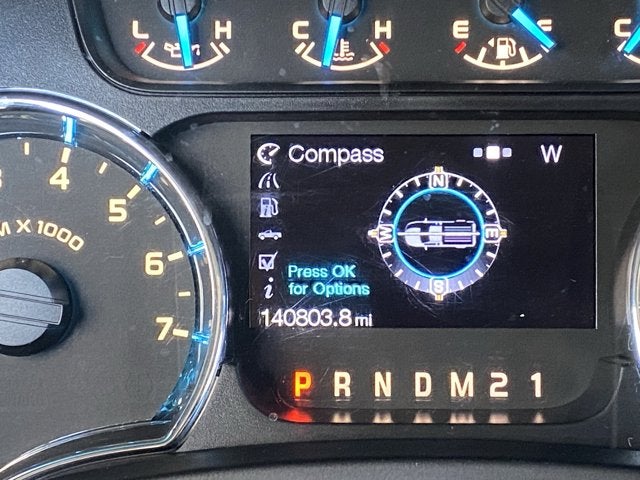 L H C H E F C
3 4 5 6 7
M X 1000
Compass W
N
W E
S
Press OK
for Options
i
140803.8 mi
P R N D M 2 1